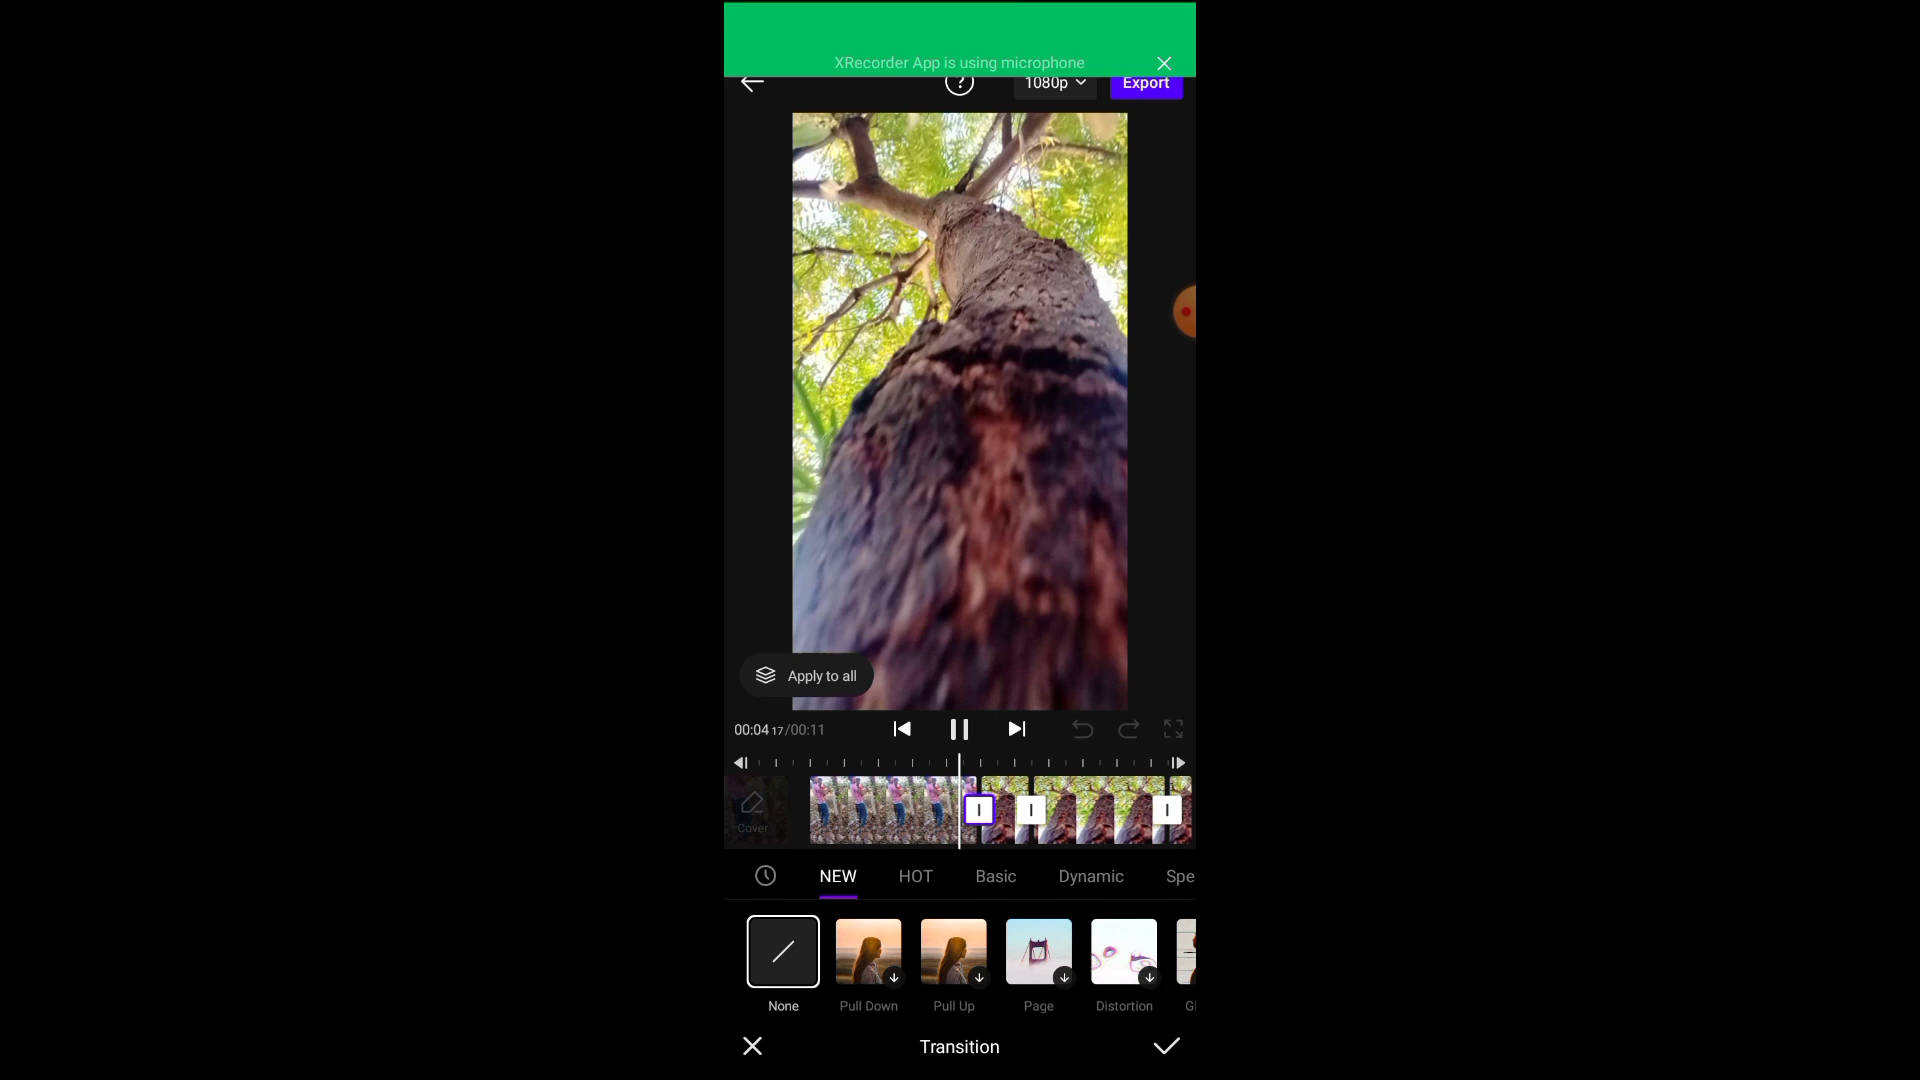 XRecorder App is using microphone
? 1080p Export
Apply to all
00:04 17/00:11
Cover
NEW HOT Basic Dynamic Spe
None Pull Down Pull Up Page Distortion Gl
Transition